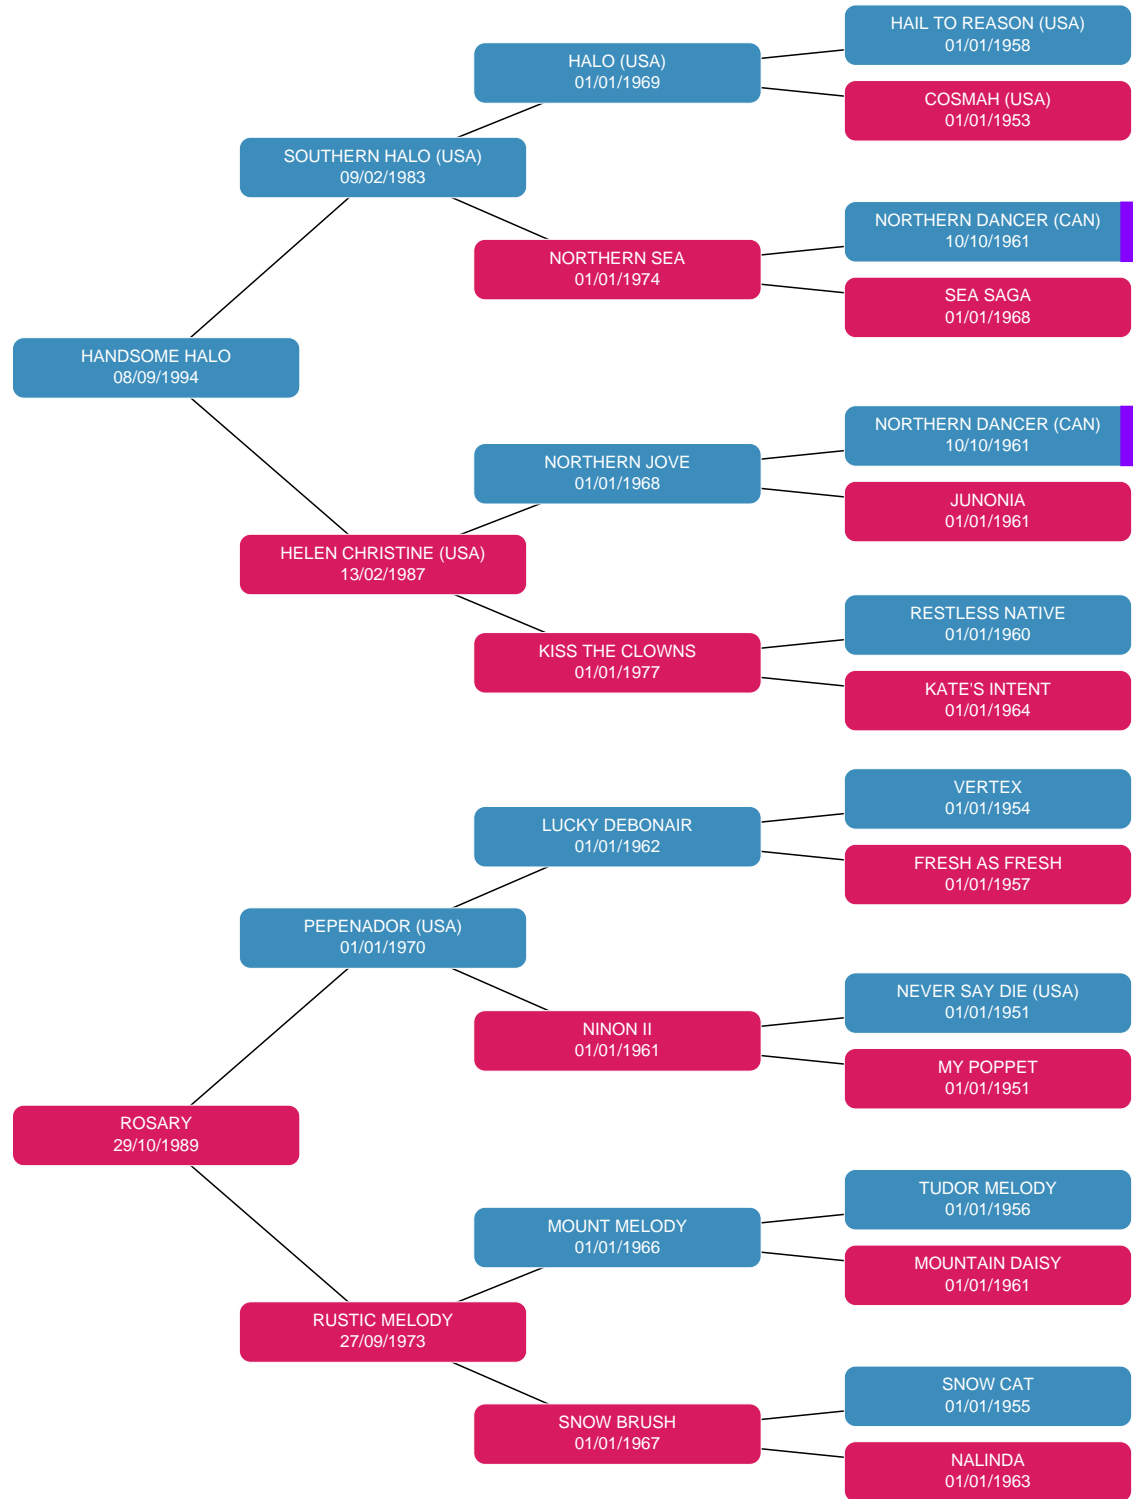 HAIL TO REASON (USA)
01/01/1958
HALO (USA)
01/01/1969
COSMAH (USA)
01/01/1953
SOUTHERN HALO (USA)
09/02/1983
NORTHERN DANCER (CAN)
10/10/1961
NORTHERN SEA
01/01/1974
SEA SAGA
01/01/1968
HANDSOME HALO
08/09/1994
NORTHERN DANCER (CAN)
10/10/1961
NORTHERN JOVE
01/01/1968
JUNONIA
01/01/1961
HELEN CHRISTINE (USA)
13/02/1987
RESTLESS NATIVE
01/01/1960
KISS THE CLOWNS
01/01/1977
KATE'S INTENT
01/01/1964
VERTEX
01/01/1954
LUCKY DEBONAIR
01/01/1962
FRESH AS FRESH
01/01/1957
PEPENADOR (USA)
01/01/1970
NEVER SAY DIE (USA)
01/01/1951
NINON II
01/01/1961
MY POPPET
01/01/1951
ROSARY
29/10/1989
TUDOR MELODY
01/01/1956
MOUNT MELODY
01/01/1966
MOUNTAIN DAISY
01/01/1961
RUSTIC MELODY
27/09/1973
SNOW CAT
01/01/1955
SNOW BRUSH
01/01/1967
NALINDA
01/01/1963